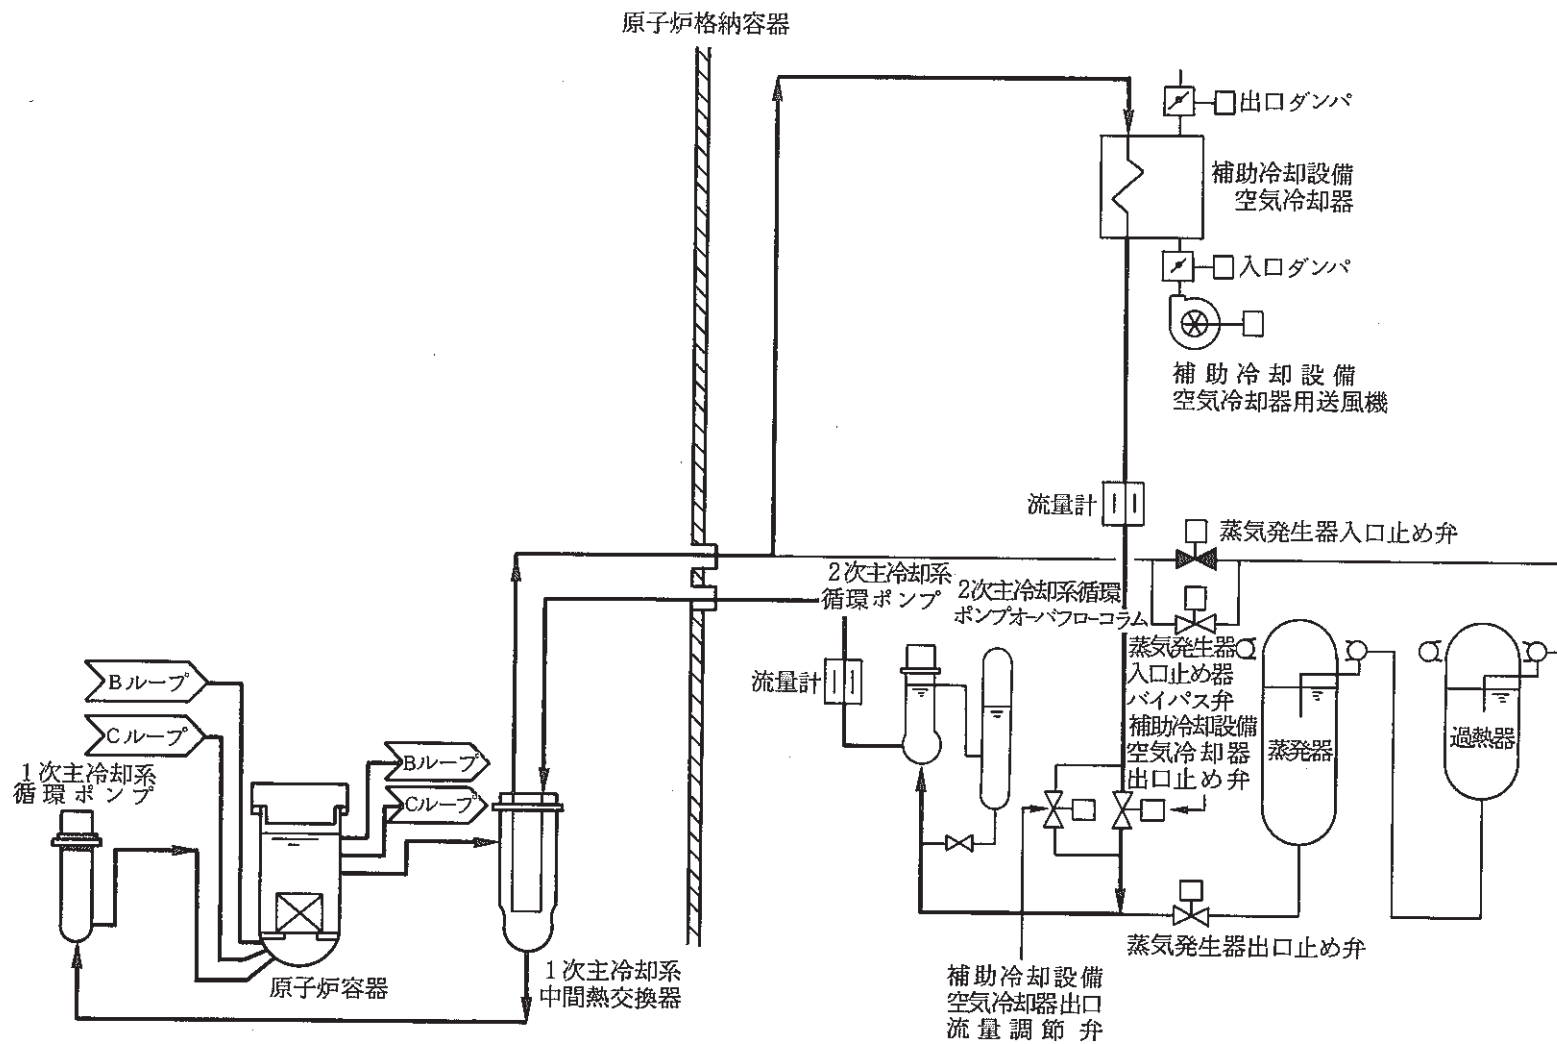 原子炉格納容器
出口ダンパ
補助冷却設備
空気冷却器
入口ダンパ
補助冷却設備
空気冷却器用送風機
流量計
蒸気発生器入口止め弁
2次主冷却系
循環ポンプ
2次主冷却系循環
ポンプオーバフローコラム
蒸気発生器
入口止め器
バイパス弁
流量計
補助冷却設備
空気冷却器
出口止め弁
蒸発器
過熱器
Bループ
Cループ
1次主冷却系
循環ポンプ
Bループ
Cループ
原子炉容器
1次主冷却系
中間熱交換器
蒸気発生器出口止め弁
補助冷却設備
空気冷却器出口
流量調節弁